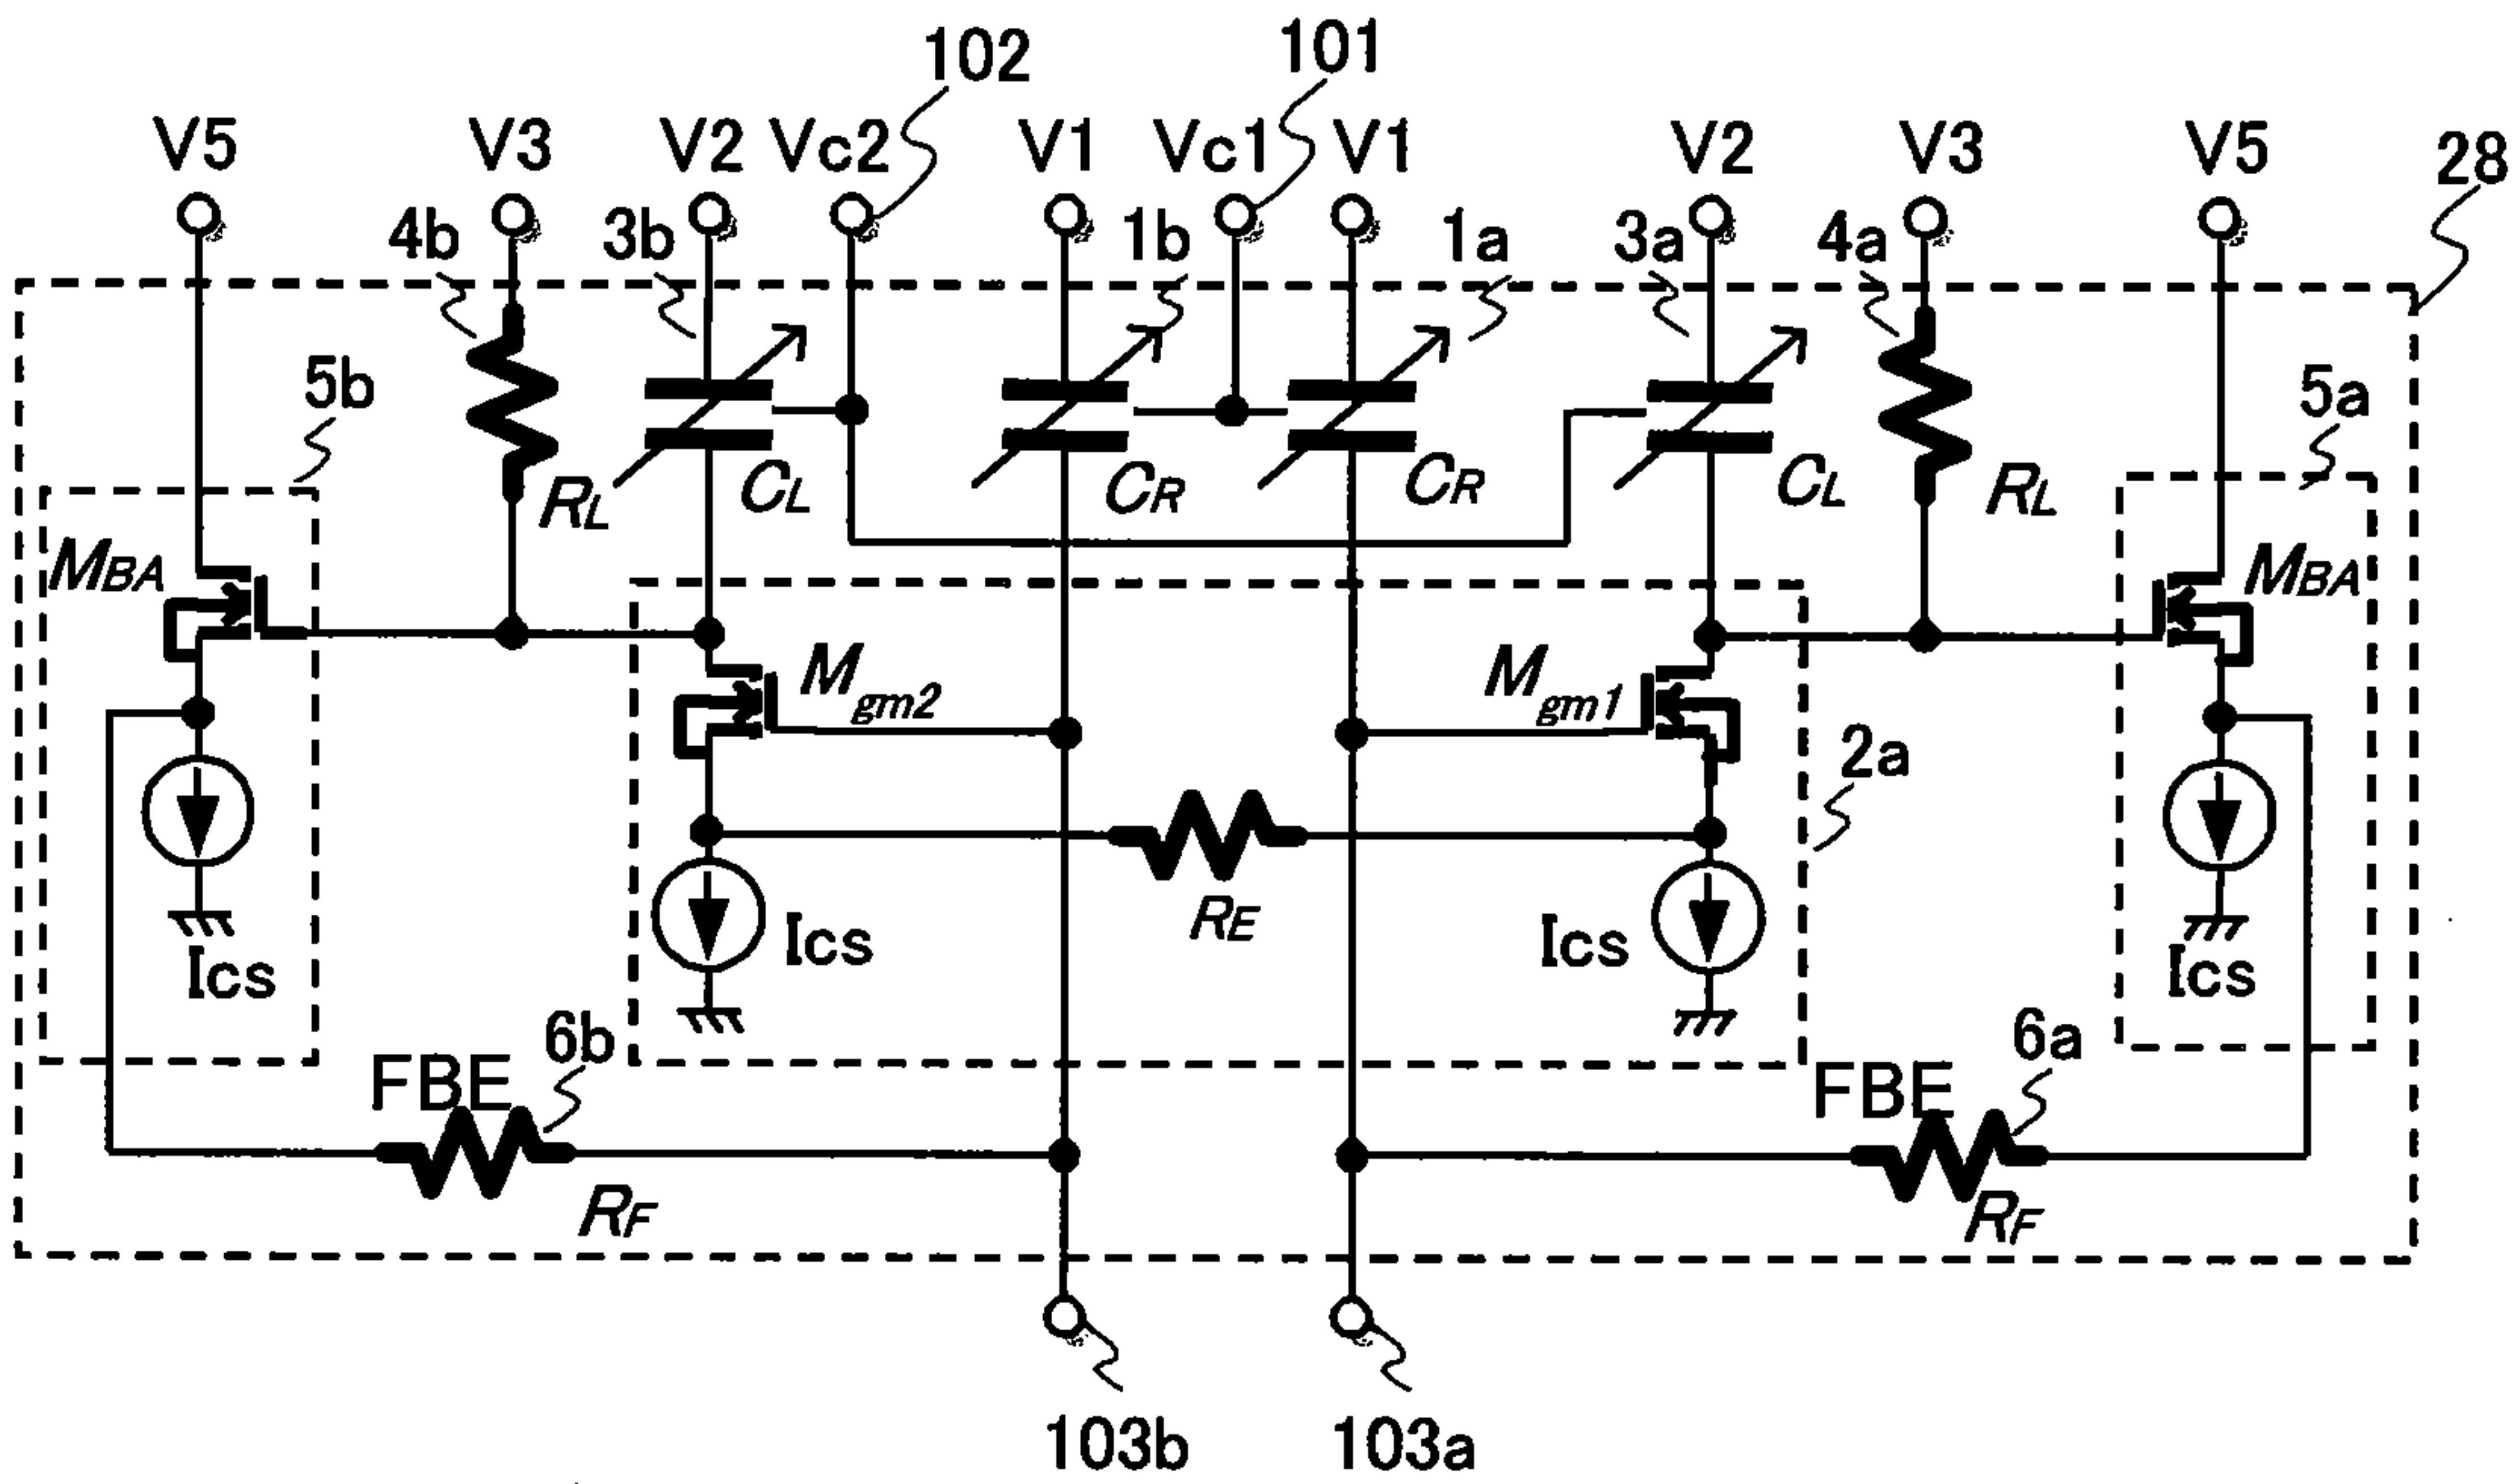 102
101
V5
V3
V2
Vc2
V1
Vc1
V1
V2
V3
V5
28
4b
3b
1b
1a
3a
4a
5b
5a
RL
CL
CR
CR
CL
RL
MBA
MBA
Mgm2
Mgm1
2a
RE
Ics
Ics
Ics
Ics
6b
6a
FBE
FBE
RF
RF
103b
103a